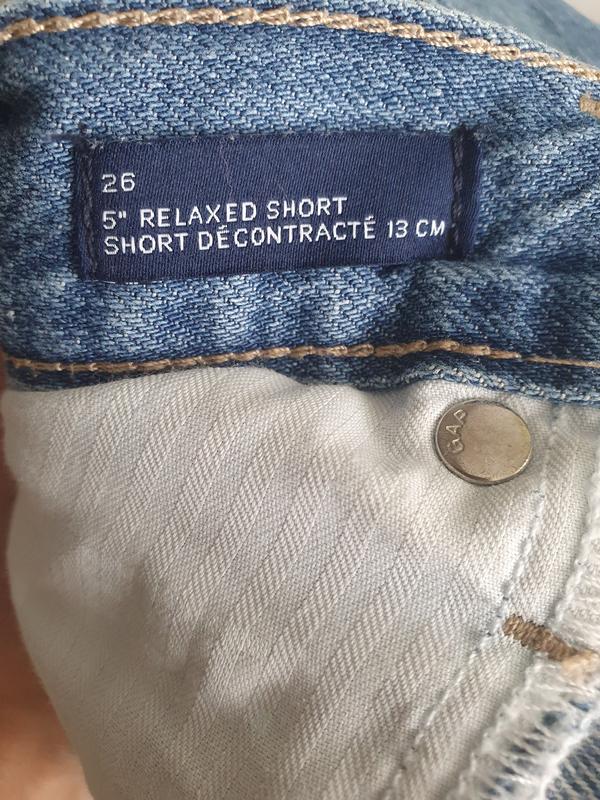 26
5" RELAXED SHORT
SHORT DÉCONTRACTÉ 13 CM
GAP